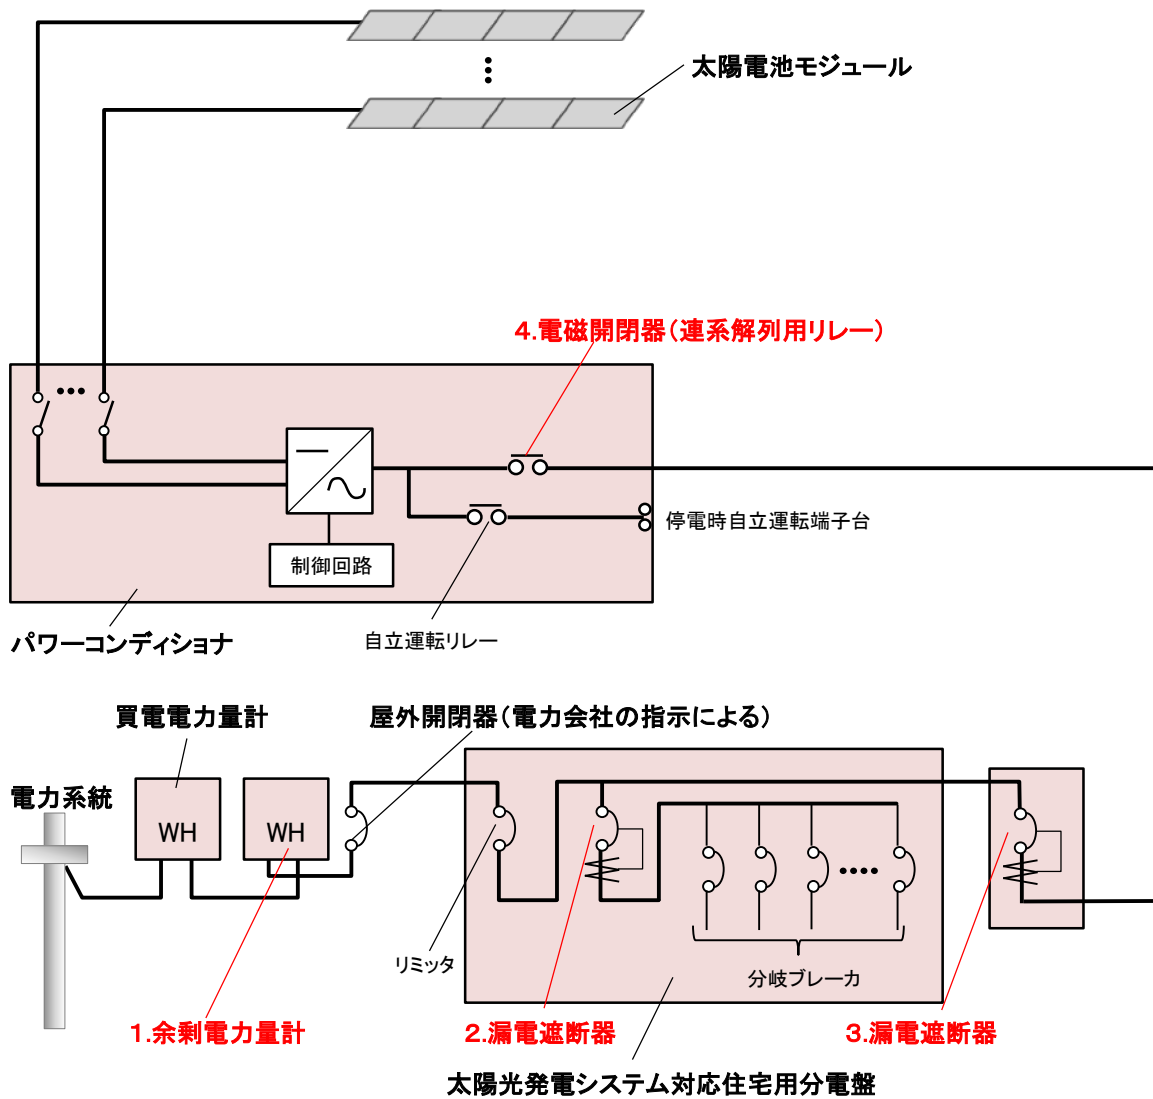 太陽電池モジュール
4.電磁開閉器(連系解列用リレー)
停電時自立運転端子台
制御回路
パワーコンディショナ
自立運転リレー
買電電力量計
屋外開閉器(電力会社の指示による)
電力系統
WH
WH
リミッタ
分岐ブレーカ
1.余剰電力量計
2.漏電遮断器
3.漏電遮断器
太陽光発電システム対応住宅用分電盤